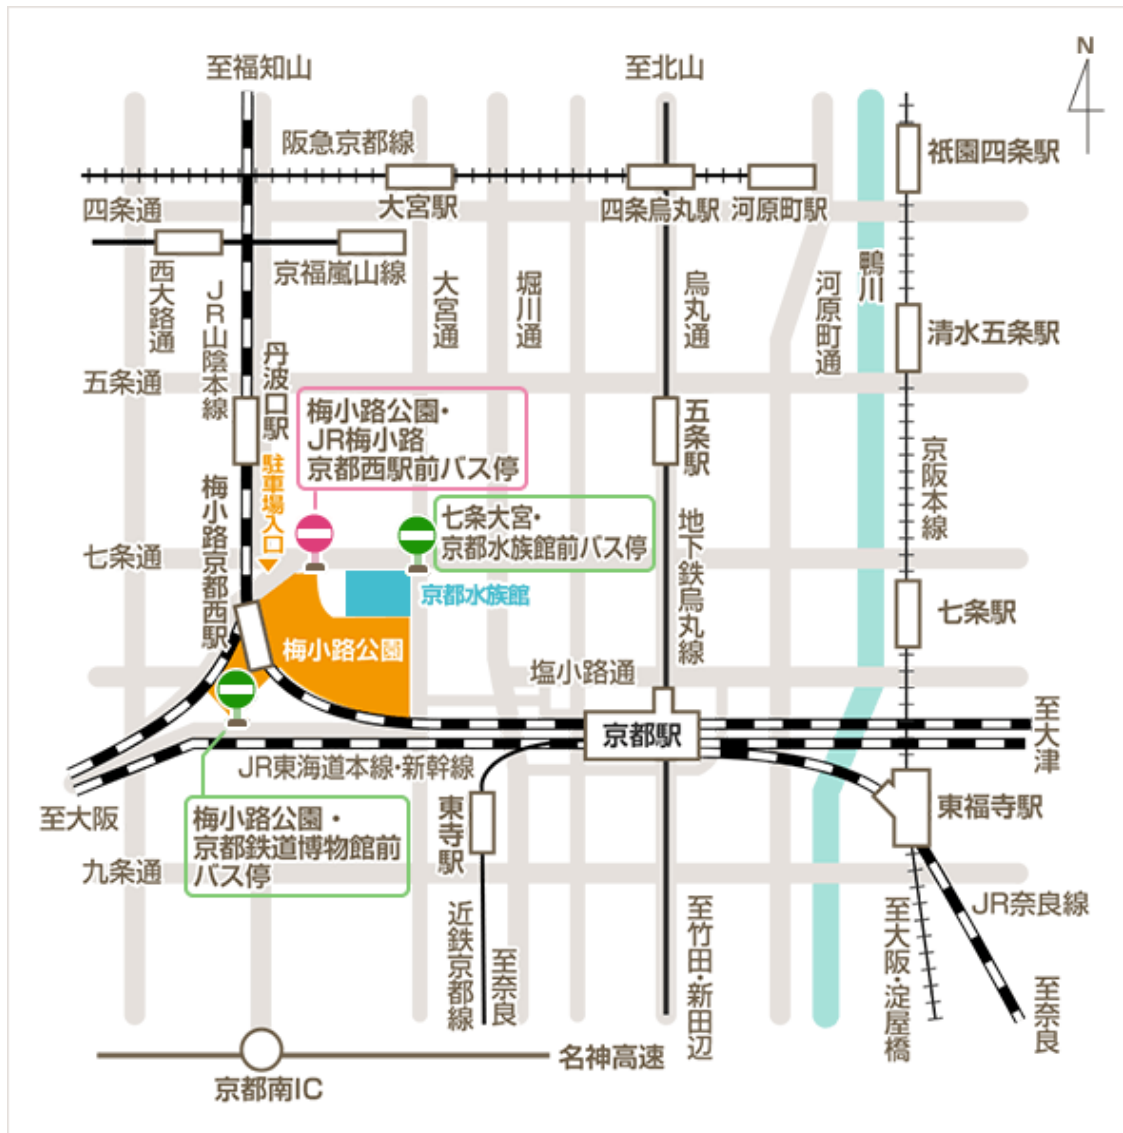 N
至福知山
至北山
阪急京都線
祇園四条駅
四条通
大宮駅
四条烏丸駅
河原町駅
京福嵐山線
西大路通
JR山陰本線
大宮通
堀川通
烏丸通
河原町通
鴨川
清水五条駅
五条通
丹波口駅
梅小路公園・
JR梅小路
京都西駅前バス停
五条駅
京阪本線
駐車場入口
梅小路京都西駅
七条大宮・
京都水族館前バス停
七条通
地下鉄烏丸線
京都水族館
七条駅
梅小路公園
塩小路通
京都駅
至大津
JR東海道本線・新幹線
至大阪
梅小路公園・
京都鉄道博物館前
バス停
東寺駅
東福寺駅
九条通
近鉄京都線
至奈良
至竹田・新田辺
至大阪・淀屋橋
JR奈良線
至奈良
名神高速
京都南IC